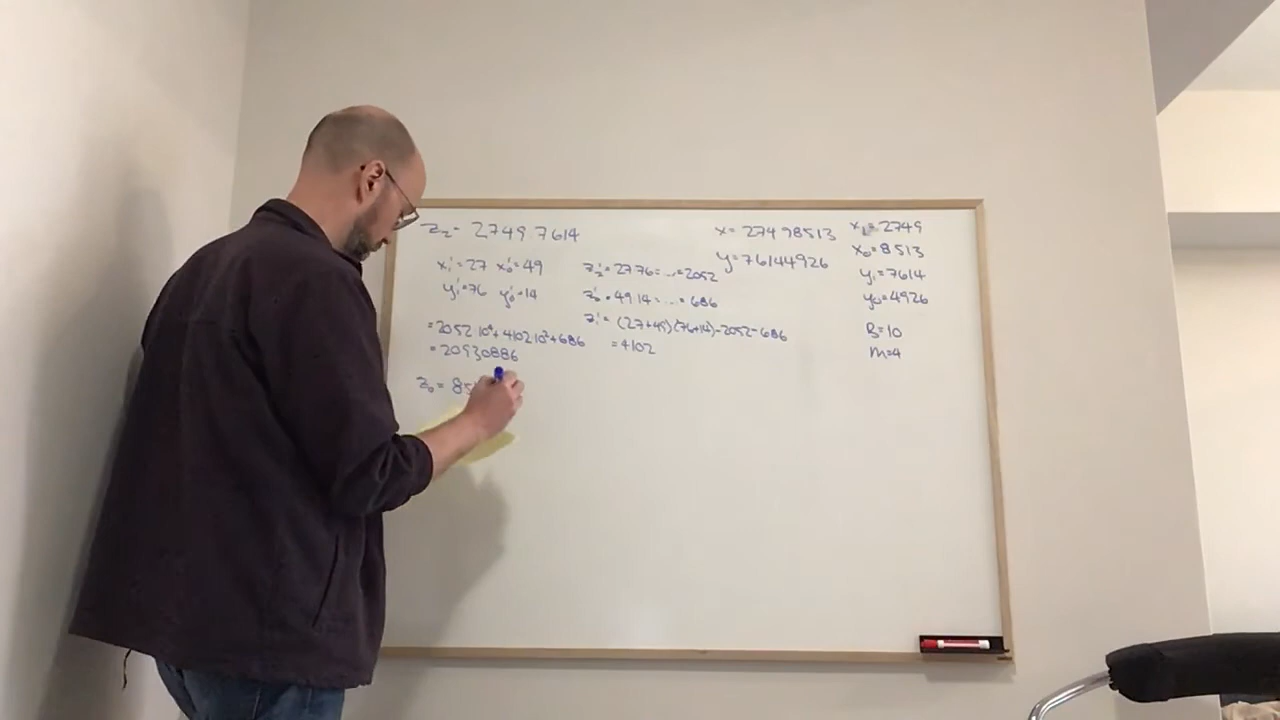 z₂ = 2749 7614
x₁' = 27 x₀' = 49
y₁' = 76 y₀' = 14
= 2052 10⁴ + 4102 10² + 686
= 20930886
z₀ = 85
z₂' = 27 76 = ... = 2052
z₀' = 49 14 = ... = 686
z₁' = (27+49)(76+14) - 2052 - 686
= 4102
x = 27498513
y = 76144926
x₁ = 2749
x₀ = 8513
y₁ = 7614
y₀ = 4926
B = 10
m = 4